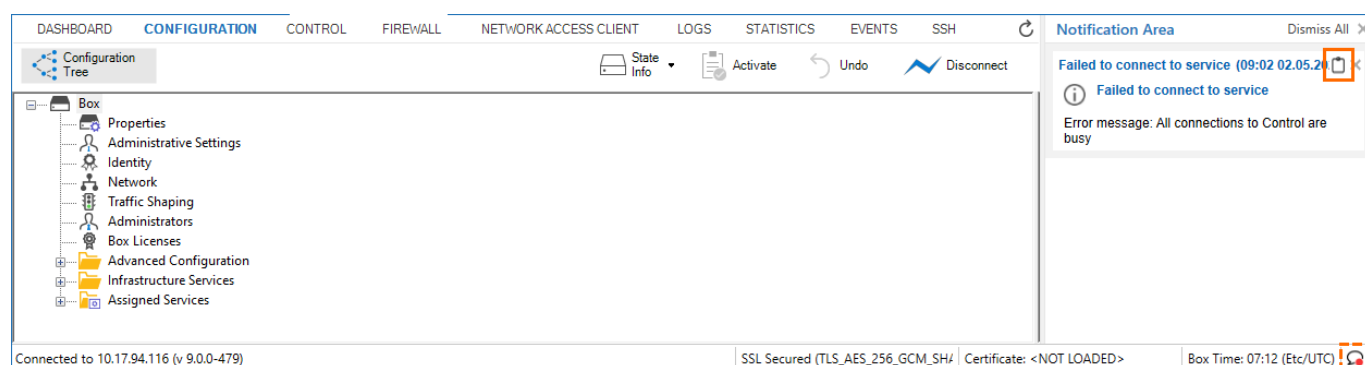 DASHBOARD CONFIGURATION CONTROL FIREWALL NETWORK ACCESS CLIENT LOGS STATISTICS EVENTS SSH
Configuration
Tree
State
Info
Activate
Undo
Disconnect
Box
Properties
Administrative Settings
Identity
Network
Traffic Shaping
Administrators
Box Licenses
Advanced Configuration
Infrastructure Services
Assigned Services
Notification Area Dismiss All
Failed to connect to service (09:02 02.05.20
Failed to connect to service
Error message: All connections to Control are
busy
Connected to 10.17.94.116 (v 9.0.0-479) SSL Secured (TLS_AES_256_GCM_SH Certificate: <NOT LOADED> Box Time: 07:12 (Etc/UTC)